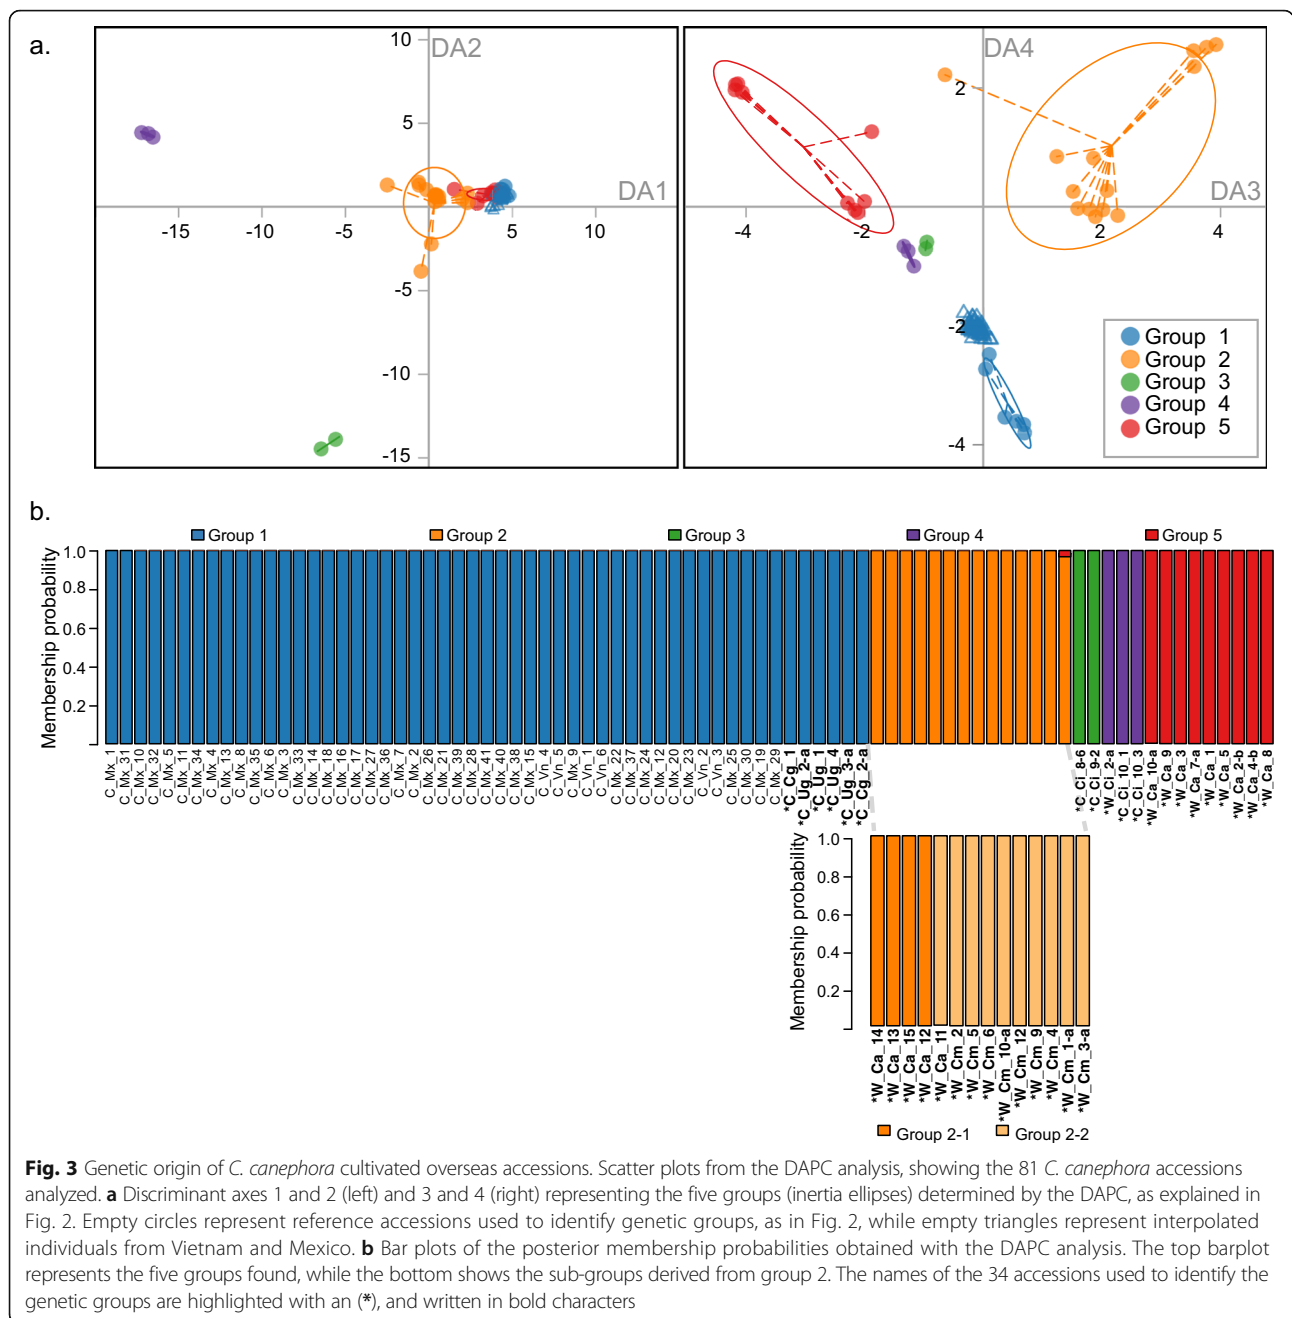 a.
DA2
DA1
10
5
-5
-10
-15
-15
-10
-5
5
10
DA4
DA3
2
-2
-4
-4
-2
2
4
Group 1
Group 2
Group 3
Group 4
Group 5
b.
Group 1
Group 2
Group 3
Group 4
Group 5
Membership probability
1.0
0.8
0.6
0.4
0.2
C_Mx_1
C_Mx_31
C_Mx_10
C_Mx_32
C_Mx_5
C_Mx_11
C_Mx_34
C_Mx_4
C_Mx_13
C_Mx_8
C_Mx_35
C_Mx_6
C_Mx_3
C_Mx_33
C_Mx_14
C_Mx_18
C_Mx_16
C_Mx_17
C_Mx_27
C_Mx_36
C_Mx_7
C_Mx_2
C_Mx_26
C_Mx_21
C_Mx_39
C_Mx_28
C_Mx_41
C_Mx_40
C_Mx_38
C_Mx_15
C_Vn_4
C_Vn_5
C_Mx_9
C_Vn_1
C_Vn_6
C_Mx_22
C_Mx_37
C_Mx_24
C_Mx_12
C_Mx_20
C_Mx_23
C_Vn_2
C_Vn_3
C_Mx_25
C_Mx_30
C_Mx_19
C_Mx_29
*C_Cg_1
*C_Ug_2-a
*C_Ug_1
*C_Ug_4
*C_Ug_3-a
*C_Cg_2-a
*C_Ci_8-6
*C_Ci_9-2
*W_Ci_2-a
*C_Ci_10_1
*C_Ci_10_3
*W_Ca_10-a
*W_Ca_9
*W_Ca_3
*W_Ca_7-a
*W_Ca_1
*W_Ca_5
*W_Ca_2-b
*W_Ca_4-b
*W_Ca_8
Membership probability
1.0
0.8
0.6
0.4
0.2
*W_Ca_14
*W_Ca_13
*W_Ca_15
*W_Ca_12
*W_Ca_11
*W_Cm_2
*W_Cm_5
*W_Cm_6
*W_Cm_10-a
*W_Cm_12
*W_Cm_9
*W_Cm_4
*W_Cm_1-a
*W_Cm_3-a
Group 2-1
Group 2-2
Fig. 3 Genetic origin of C. canephora cultivated overseas accessions. Scatter plots from the DAPC analysis, showing the 81 C. canephora accessions
analyzed. a Discriminant axes 1 and 2 (left) and 3 and 4 (right) representing the five groups (inertia ellipses) determined by the DAPC, as explained in
Fig. 2. Empty circles represent reference accessions used to identify genetic groups, as in Fig. 2, while empty triangles represent interpolated
individuals from Vietnam and Mexico. b Bar plots of the posterior membership probabilities obtained with the DAPC analysis. The top barplot
represents the five groups found, while the bottom shows the sub-groups derived from group 2. The names of the 34 accessions used to identify the
genetic groups are highlighted with an (*), and written in bold characters